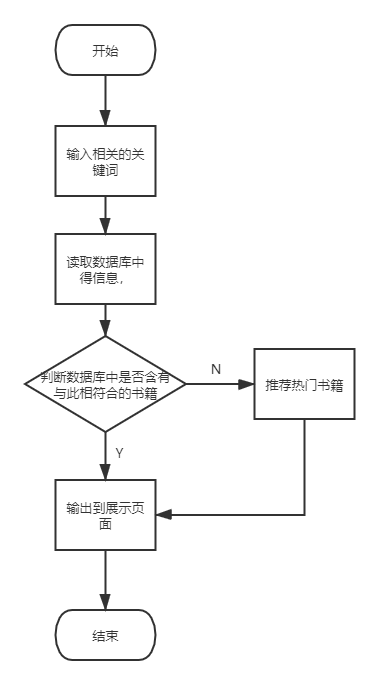 开始
输入相关的关
键词
读取数据库中
得信息，
判断数据库中是否含有
与此相符合的书籍
N
推荐热门书籍
Y
输出到展示页
面
结束